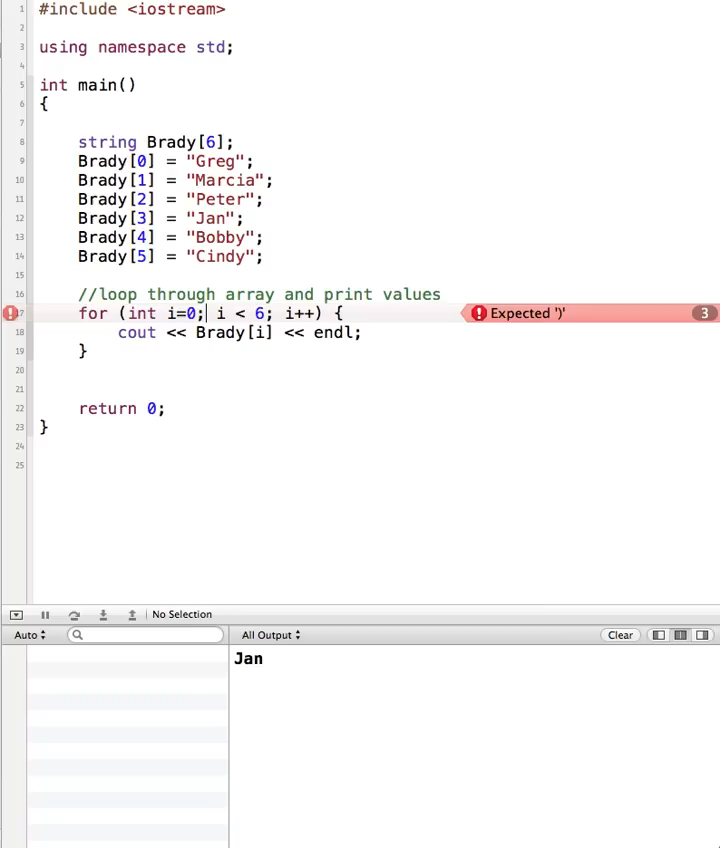 1 #include <iostream>
2
3 using namespace std;
4
5 int main()
6 {
7
8 string Brady[6];
9 Brady[0] = "Greg";
10 Brady[1] = "Marcia";
11 Brady[2] = "Peter";
12 Brady[3] = "Jan";
13 Brady[4] = "Bobby";
14 Brady[5] = "Cindy";
15
16 //loop through array and print values
17 for (int i=0; i < 6; i++) { Expected ')' 3
18 cout << Brady[i] << endl;
19 }
20
21
22 return 0;
23 }
24
25
No Selection
Auto All Output Clear
Jan